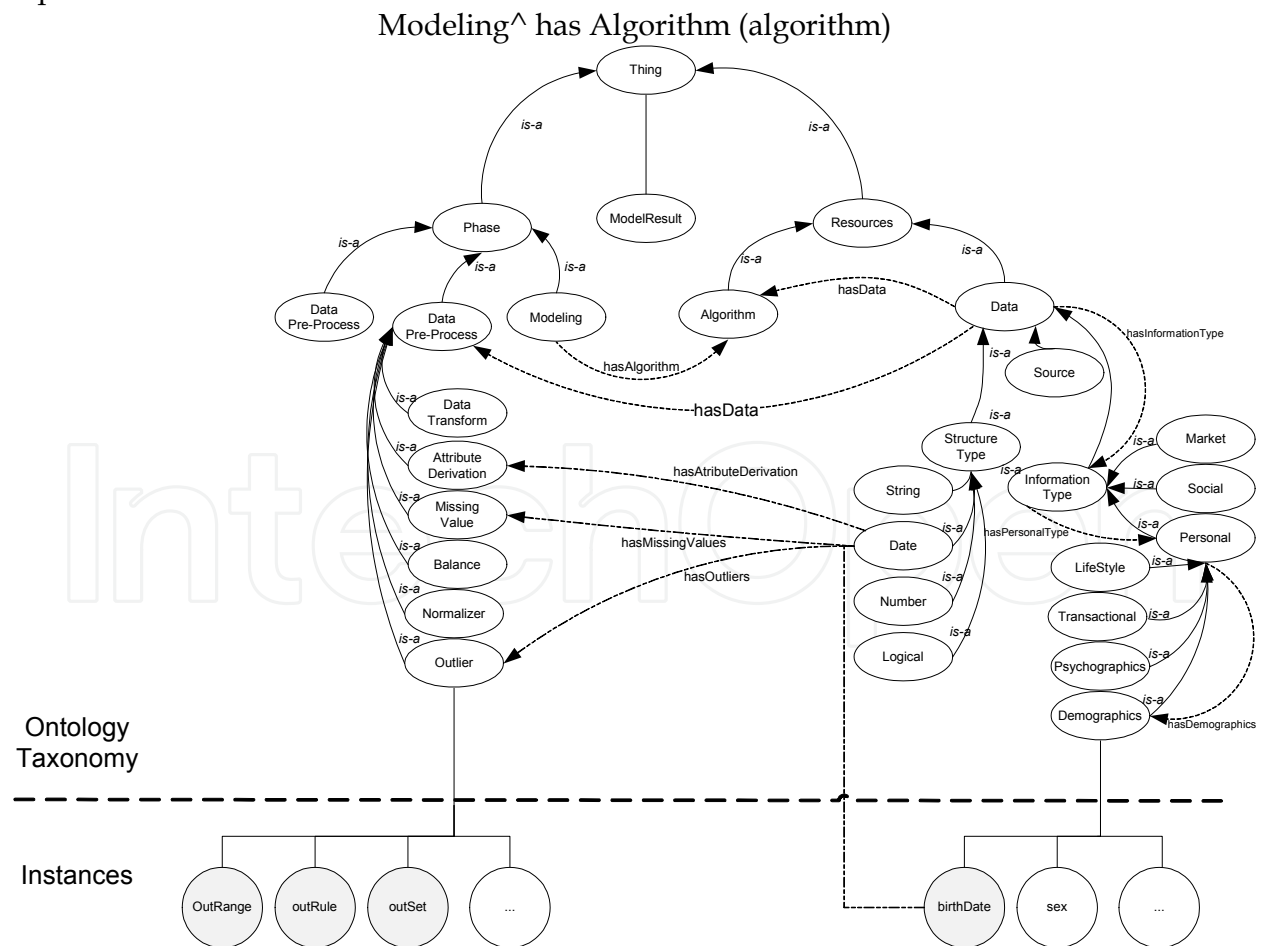 Modeling^ has Algorithm (algorithm)
Thing
is-a
is-a
Phase
ModelResult
Resources
is-a
is-a
is-a
is-a
is-a
Data
Pre-Process
Data
Pre-Process
Modeling
Algorithm
hasData
Data
hasInformationType
hasAlgorithm
is-a
Source
hasData
is-a
Data
Transform
is-a
is-a
Attribute
Derivation
hasAtributeDerivation
Structure
Type
Market
is-a
is-a
String
Information
Type
is-a
Social
is-a
Missing
Value
hasMissingValues
Date
is-a
hasPersonalType
is-a
Personal
is-a
Balance
hasOutliers
LifeStyle
is-a
is-a
Normalizer
Number
is-a
Transactional
is-a
is-a
Outlier
Logical
is-a
Psychographics
is-a
is-a
Demographics
hasDemographics
Ontology
Taxonomy
Instances
OutRange
outRule
outSet
...
birthDate
sex
...
IntechOpen